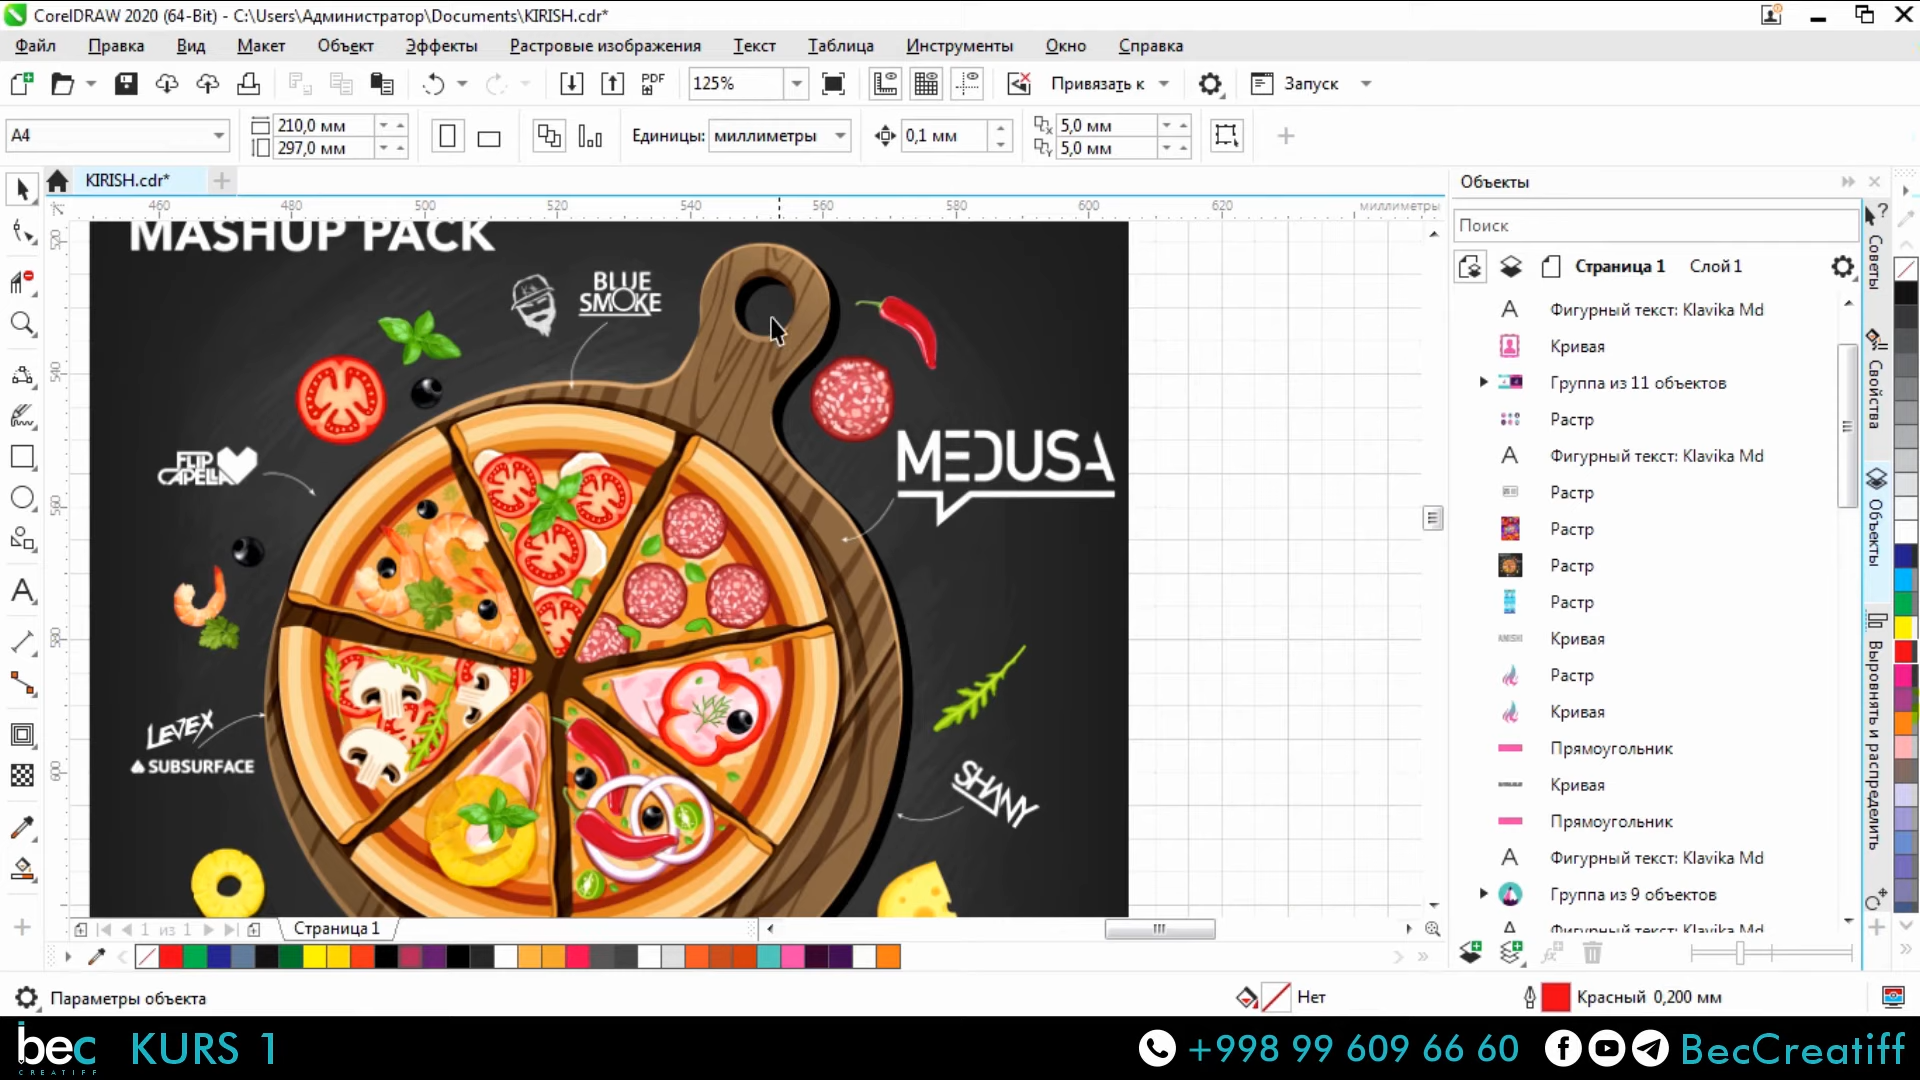 CorelDRAW 2020 (64-Bit) - C:\Users\Администратор\Documents\KIRISH.cdr*
Файл Правка Вид Макет Объект Эффекты Растровые изображения Текст Таблица Инструменты Окно Справка
PDF 125% Привязать к Запуск
A4 210,0 мм 297,0 мм Единицы: миллиметры 0,1 мм 5,0 мм 5,0 мм
KIRISH.cdr*
460 480 500 520 540 560 580 600 620 миллиметры
520
540
560
580
600
MASHUP PACK
BLUE
SMOKE
FLIP
CAPELLA
MEDUSA
LEVEX
SUBSURFACE
SHANY
Объекты
Поиск
Страница 1 Слой 1
Фигурный текст: Klavika Md
Кривая
Группа из 11 объектов
Растр
Фигурный текст: Klavika Md
Растр
Растр
Растр
Растр
Кривая
Растр
Кривая
Прямоугольник
Кривая
Прямоугольник
Фигурный текст: Klavika Md
Группа из 9 объектов
Фигурный текст: Klavika Md
Советы
Свойства
Объекты
Выровнять и распределить
1 из 1 Страница 1
Параметры объекта Нет Красный 0,200 мм
bec KURS 1 +998 99 609 66 60 BecCreatiff
CREATIFF